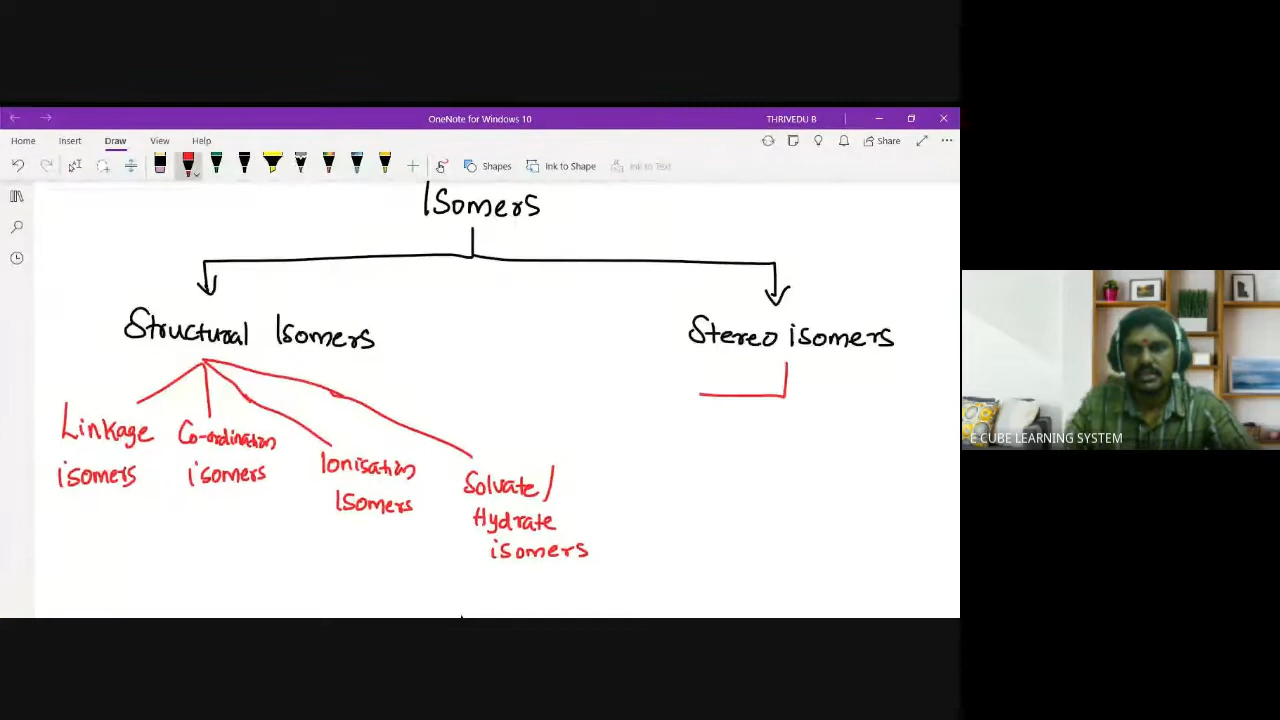 OneNote for Windows 10
THRIVEDU B
Home Insert Draw View Help
Share
Shapes
Ink to Shape
Ink to Text
Isomers
Structural Isomers
Stereo isomers
Linkage
isomers
Co-ordination
isomers
Ionisation
Isomers
Solvate/
Hydrate
isomers
E CUBE LEARNING SYSTEM